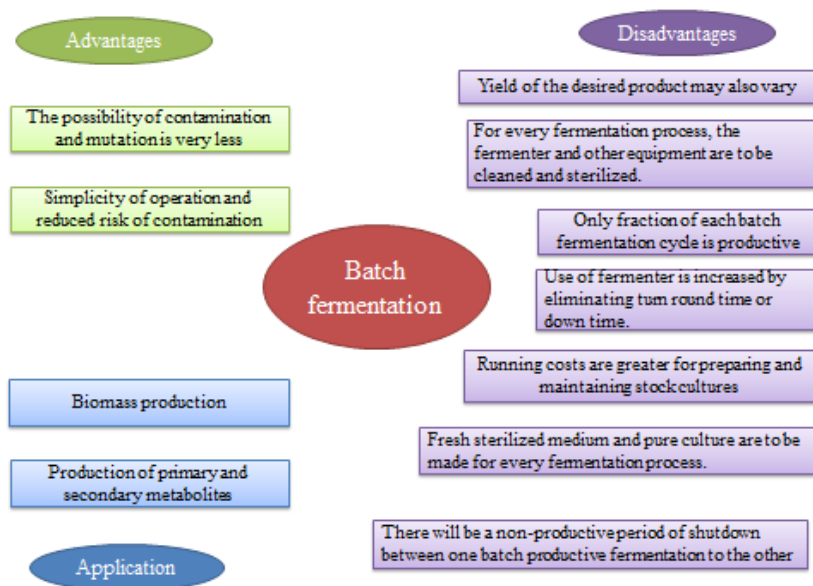 Advantages
The possibility of contamination
and mutation is very less
Simplicity of operation and
reduced risk of contamination
Batch
fermentation
Biomass production
Production of primary and
secondary metabolites
Application
Disadvantages
Yield of the desired product may also vary
For every fermentation process, the
fermenter and other equipment are to be
cleaned and sterilized.
Only fraction of each batch
fermentation cycle is productive
Use of fermenter is increased by
eliminating turn round time or
down time.
Running costs are greater for preparing and
maintaining stock cultures
Fresh sterilized medium and pure culture are to be
made for every fermentation process.
There will be a non-productive period of shutdown
between one batch productive fermentation to the other